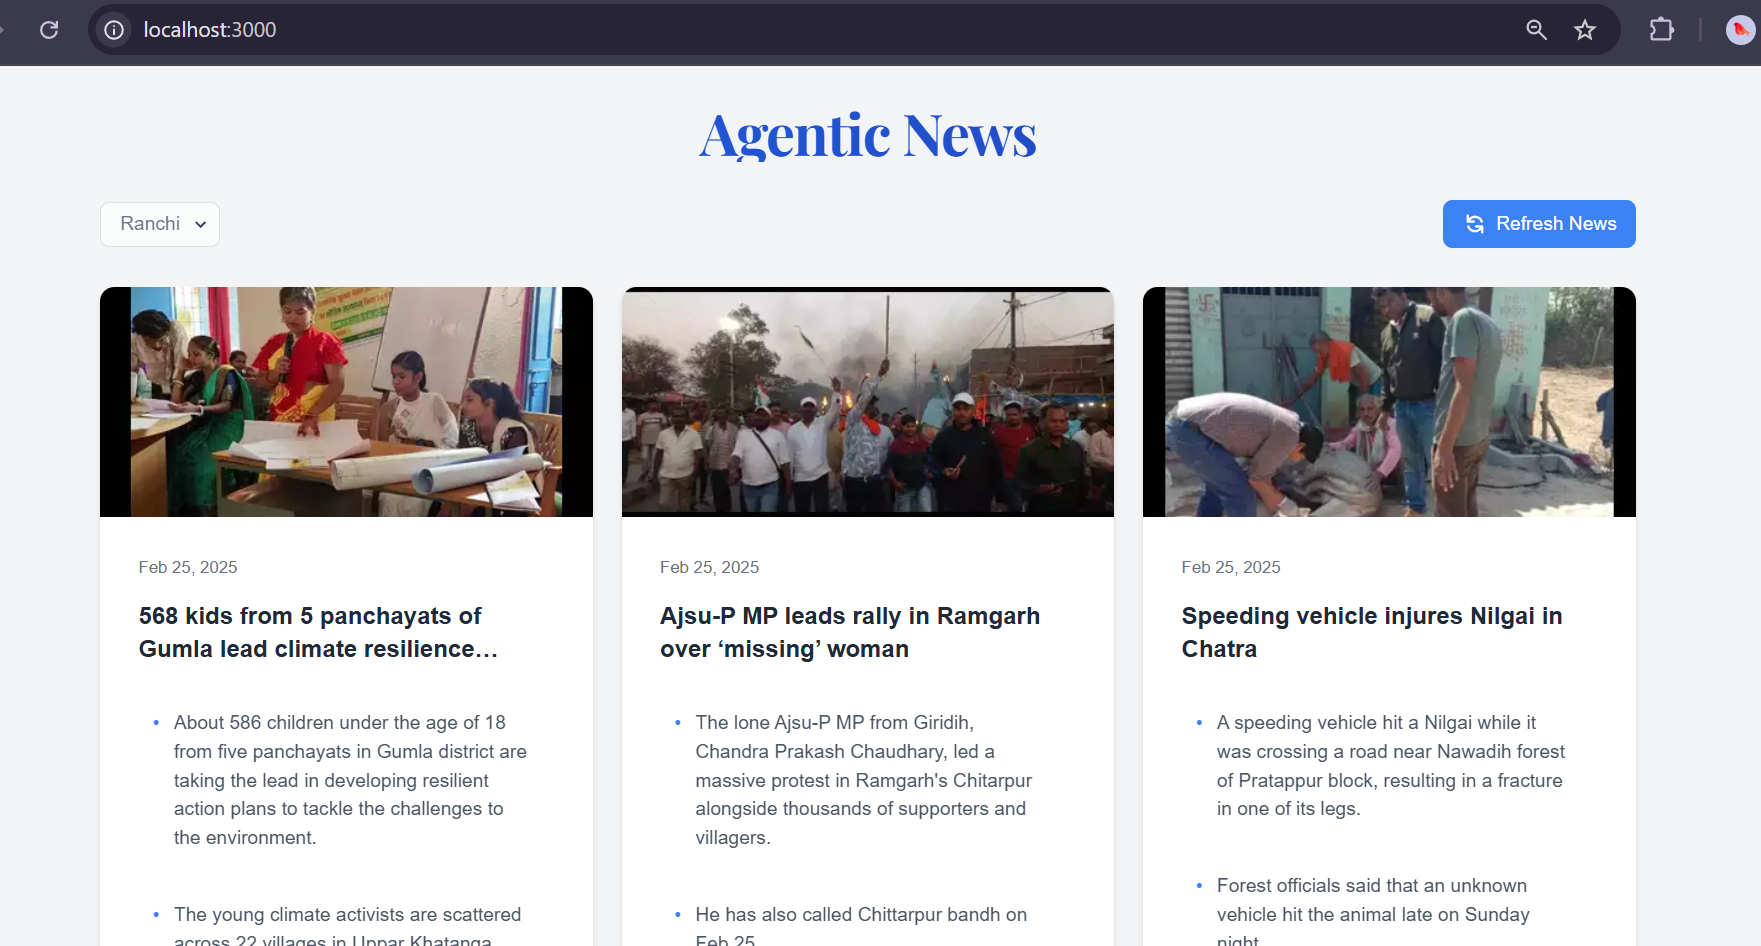 localhost:3000
Agentic News
Ranchi
Refresh News
Feb 25, 2025
568 kids from 5 panchayats of
Gumla lead climate resilience...
• About 586 children under the age of 18
from five panchayats in Gumla district are
taking the lead in developing resilient
action plans to tackle the challenges to
the environment.
• The young climate activists are scattered
across 22 villages in Uppar Khatanga
Feb 25, 2025
Ajsu-P MP leads rally in Ramgarh
over ‘missing’ woman
• The lone Ajsu-P MP from Giridih,
Chandra Prakash Chaudhary, led a
massive protest in Ramgarh's Chitarpur
alongside thousands of supporters and
villagers.
• He has also called Chittarpur bandh on
Feb 25.
Feb 25, 2025
Speeding vehicle injures Nilgai in
Chatra
• A speeding vehicle hit a Nilgai while it
was crossing a road near Nawadih forest
of Pratappur block, resulting in a fracture
in one of its legs.
• Forest officials said that an unknown
vehicle hit the animal late on Sunday
night